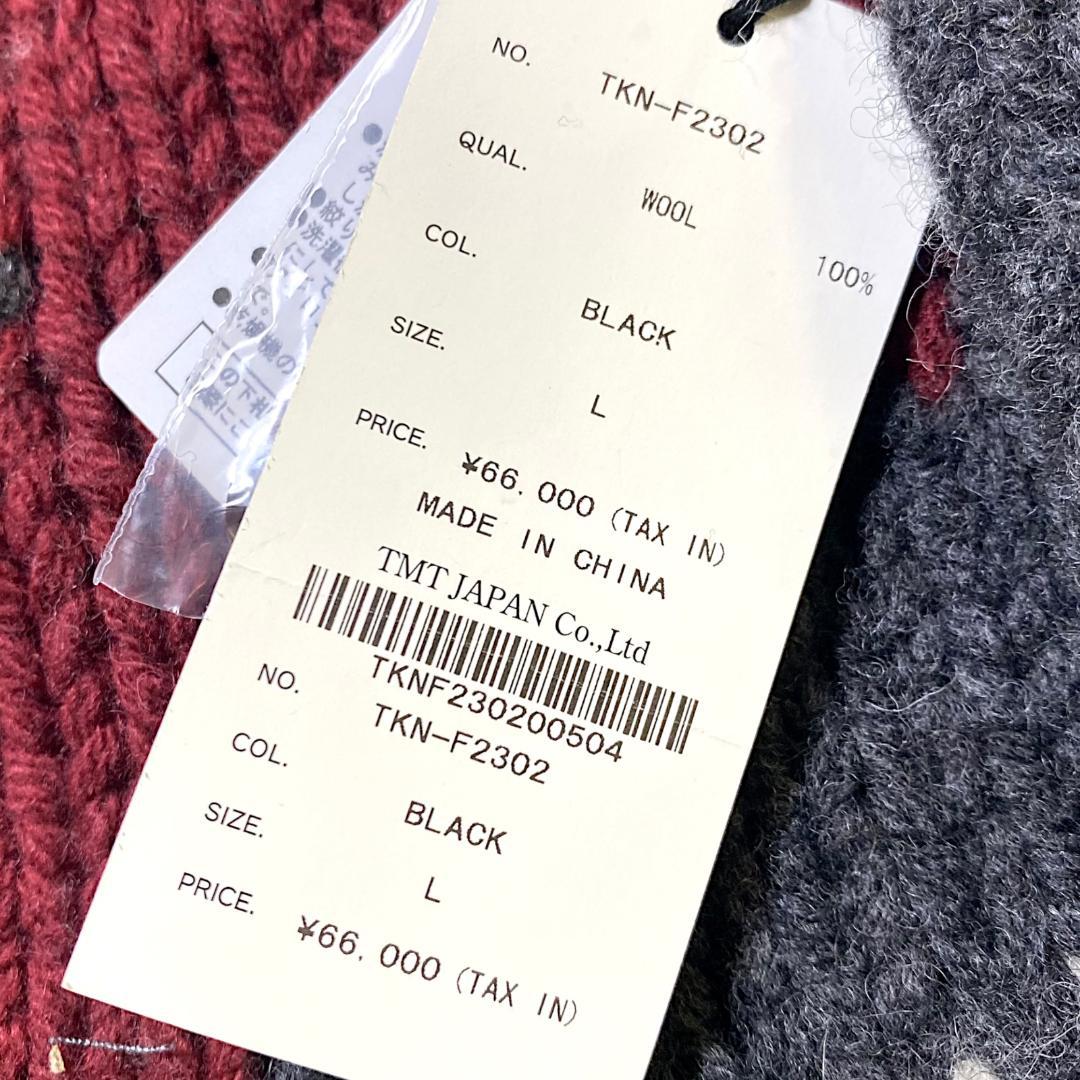 NO. TKN-F2302
QUAL. WOOL 100%
COL. BLACK
SIZE. L
PRICE. ¥66,000 (TAX IN)
MADE IN CHINA
TMT JAPAN Co.,Ltd
TKNF230200504
NO. TKN-F2302
COL. BLACK
SIZE. L
PRICE. ¥66,000 (TAX IN)